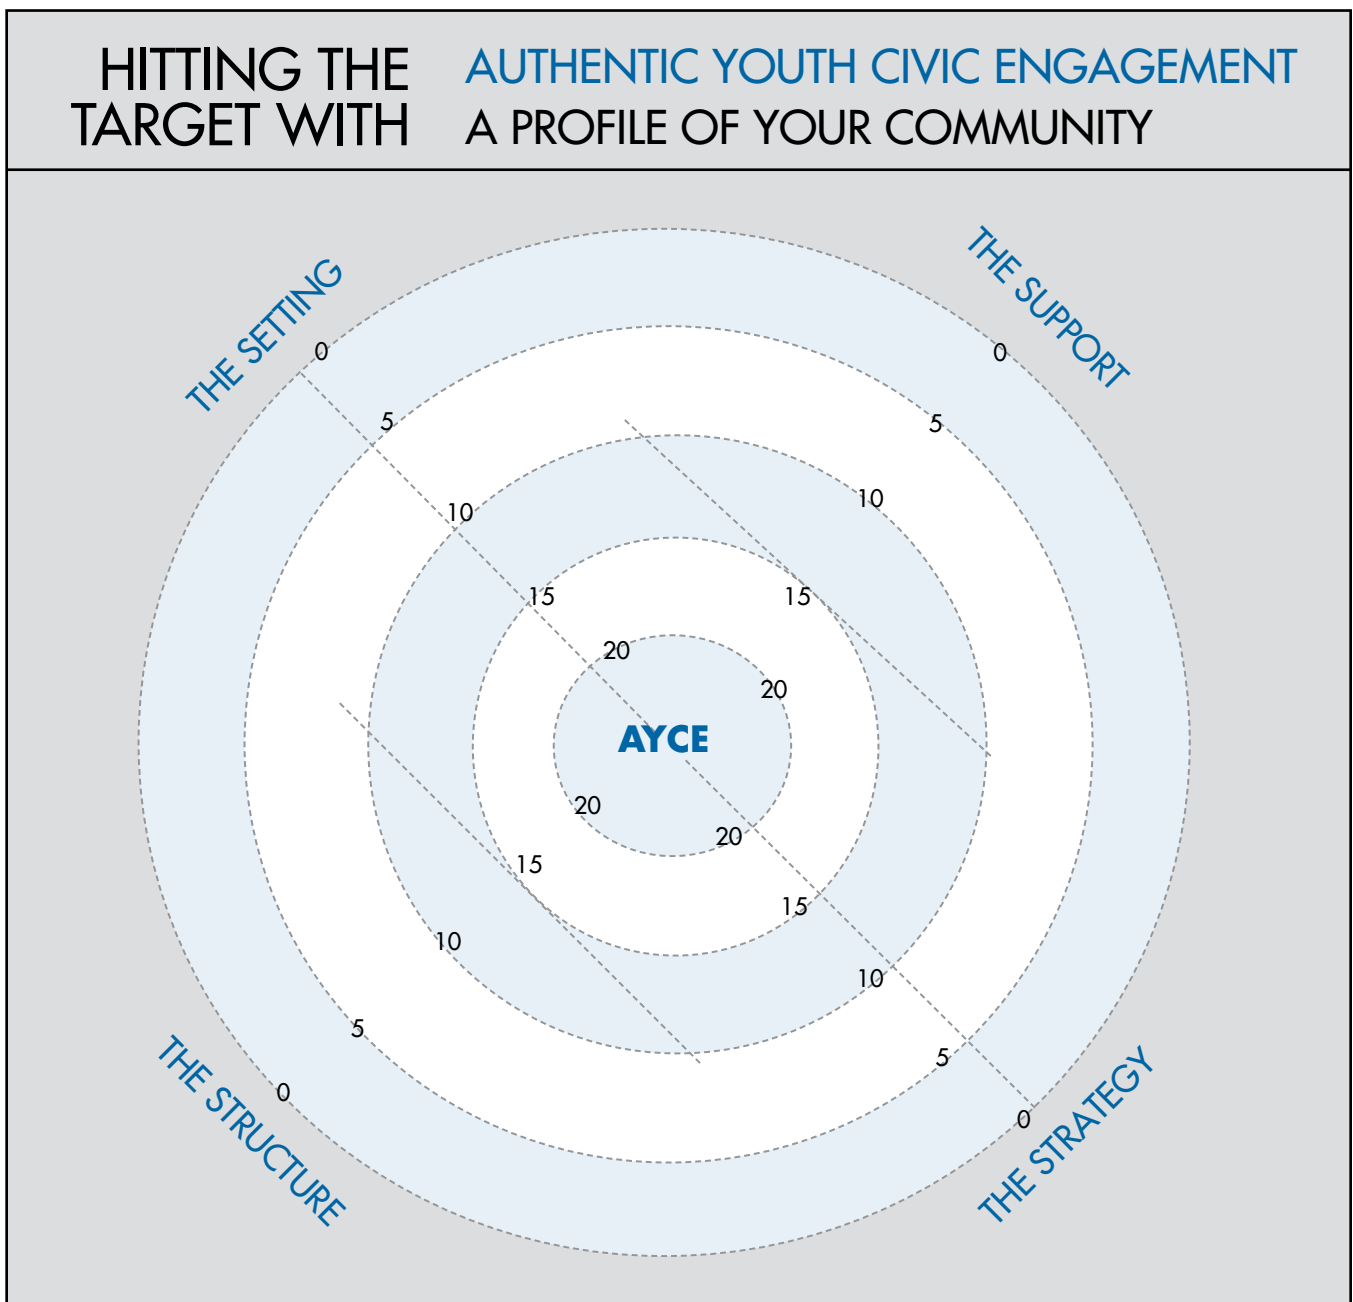 HITTING THE
TARGET WITH
AUTHENTIC YOUTH CIVIC ENGAGEMENT
A PROFILE OF YOUR COMMUNITY
THE SETTING
THE SUPPORT
0
0
5
5
10
10
15
15
20
20
AYCE
20
20
15
15
10
10
5
5
0
0
THE STRUCTURE
THE STRATEGY